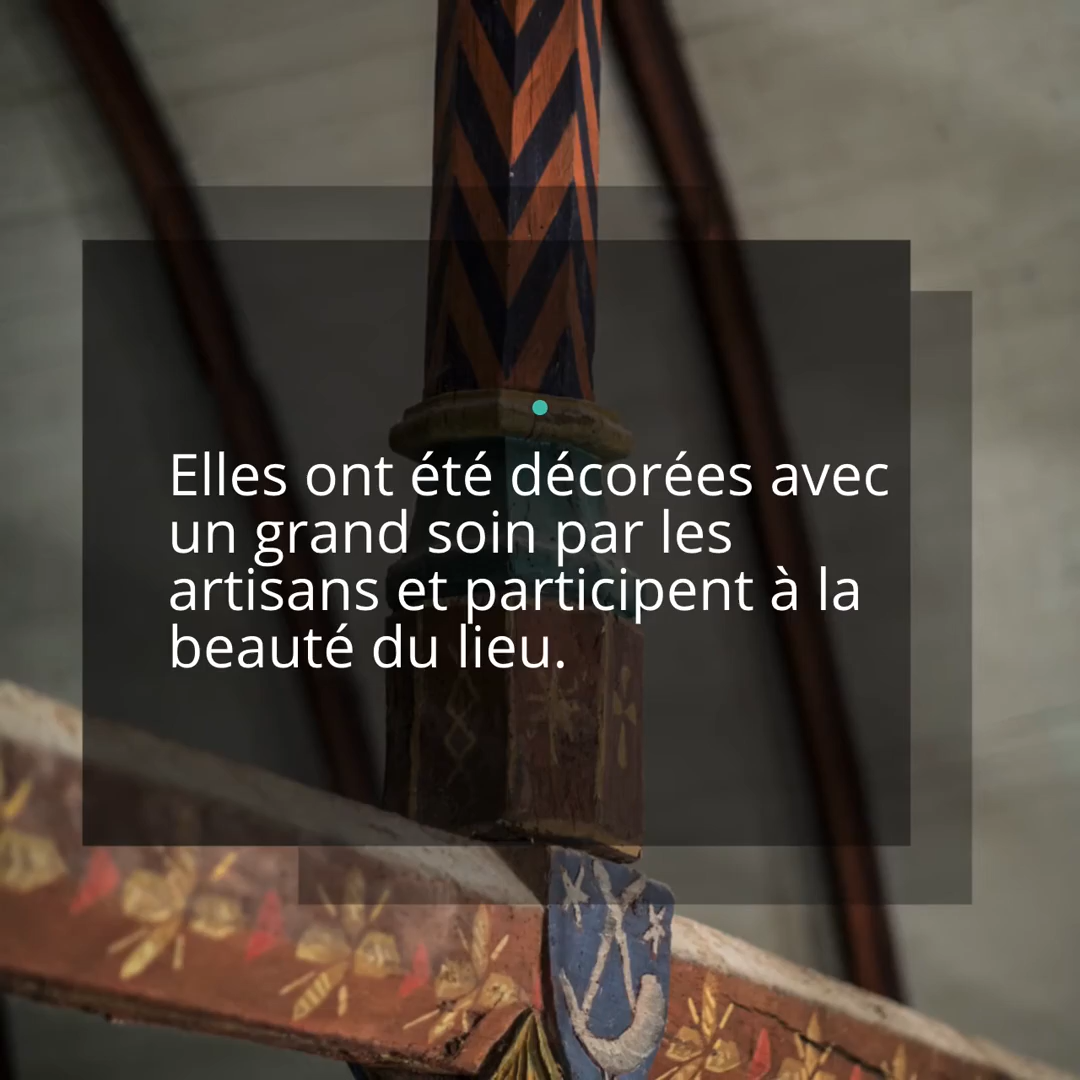 Elles ont été décorées avec
un grand soin par les
artisans et participent à la
beauté du lieu.